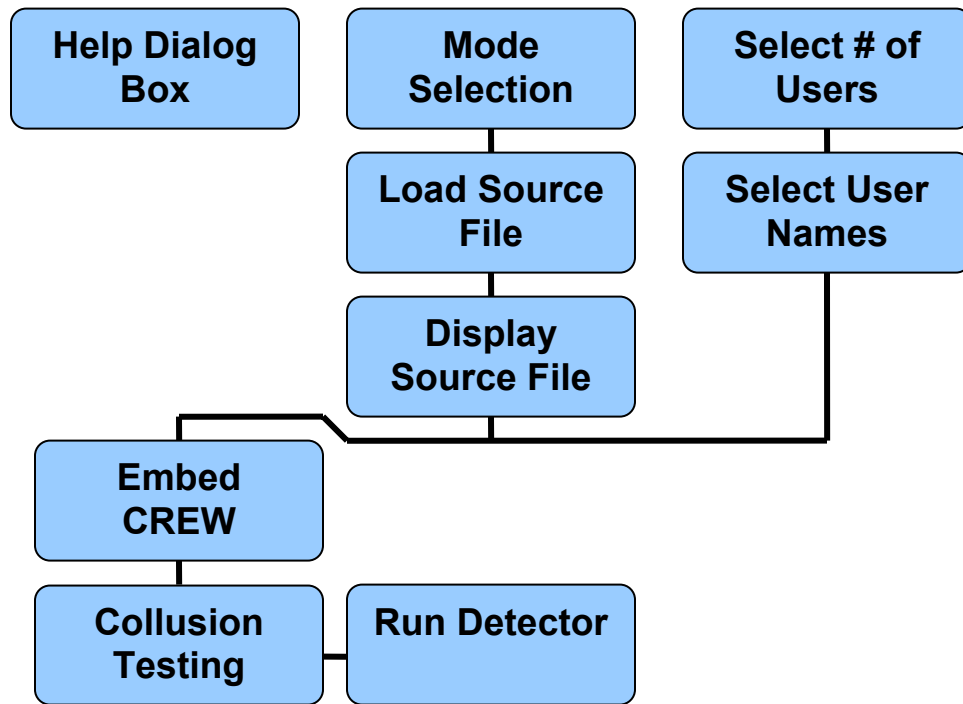 Help Dialog
Box
Mode
Selection
Select # of
Users
Load Source
File
Select User
Names
Display
Source File
Embed
CREW
Collusion
Testing
Run Detector